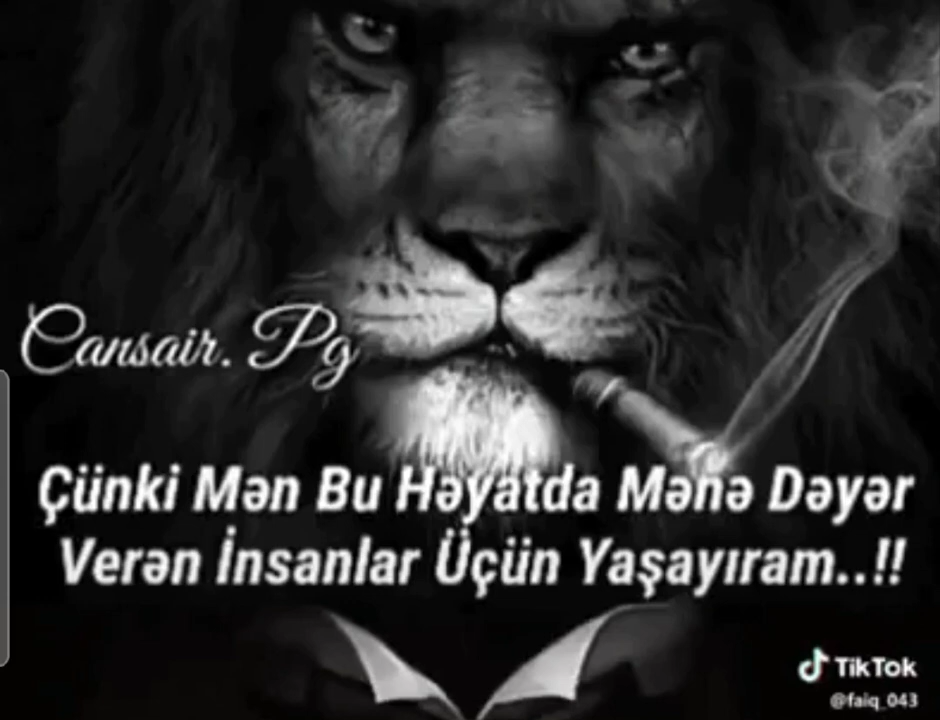 Cansair. Pg
Çünki Mən Bu Həyatda Mənə Dəyər
Verən İnsanlar Üçün Yaşayıram..!!
TikTok
@faiq_043